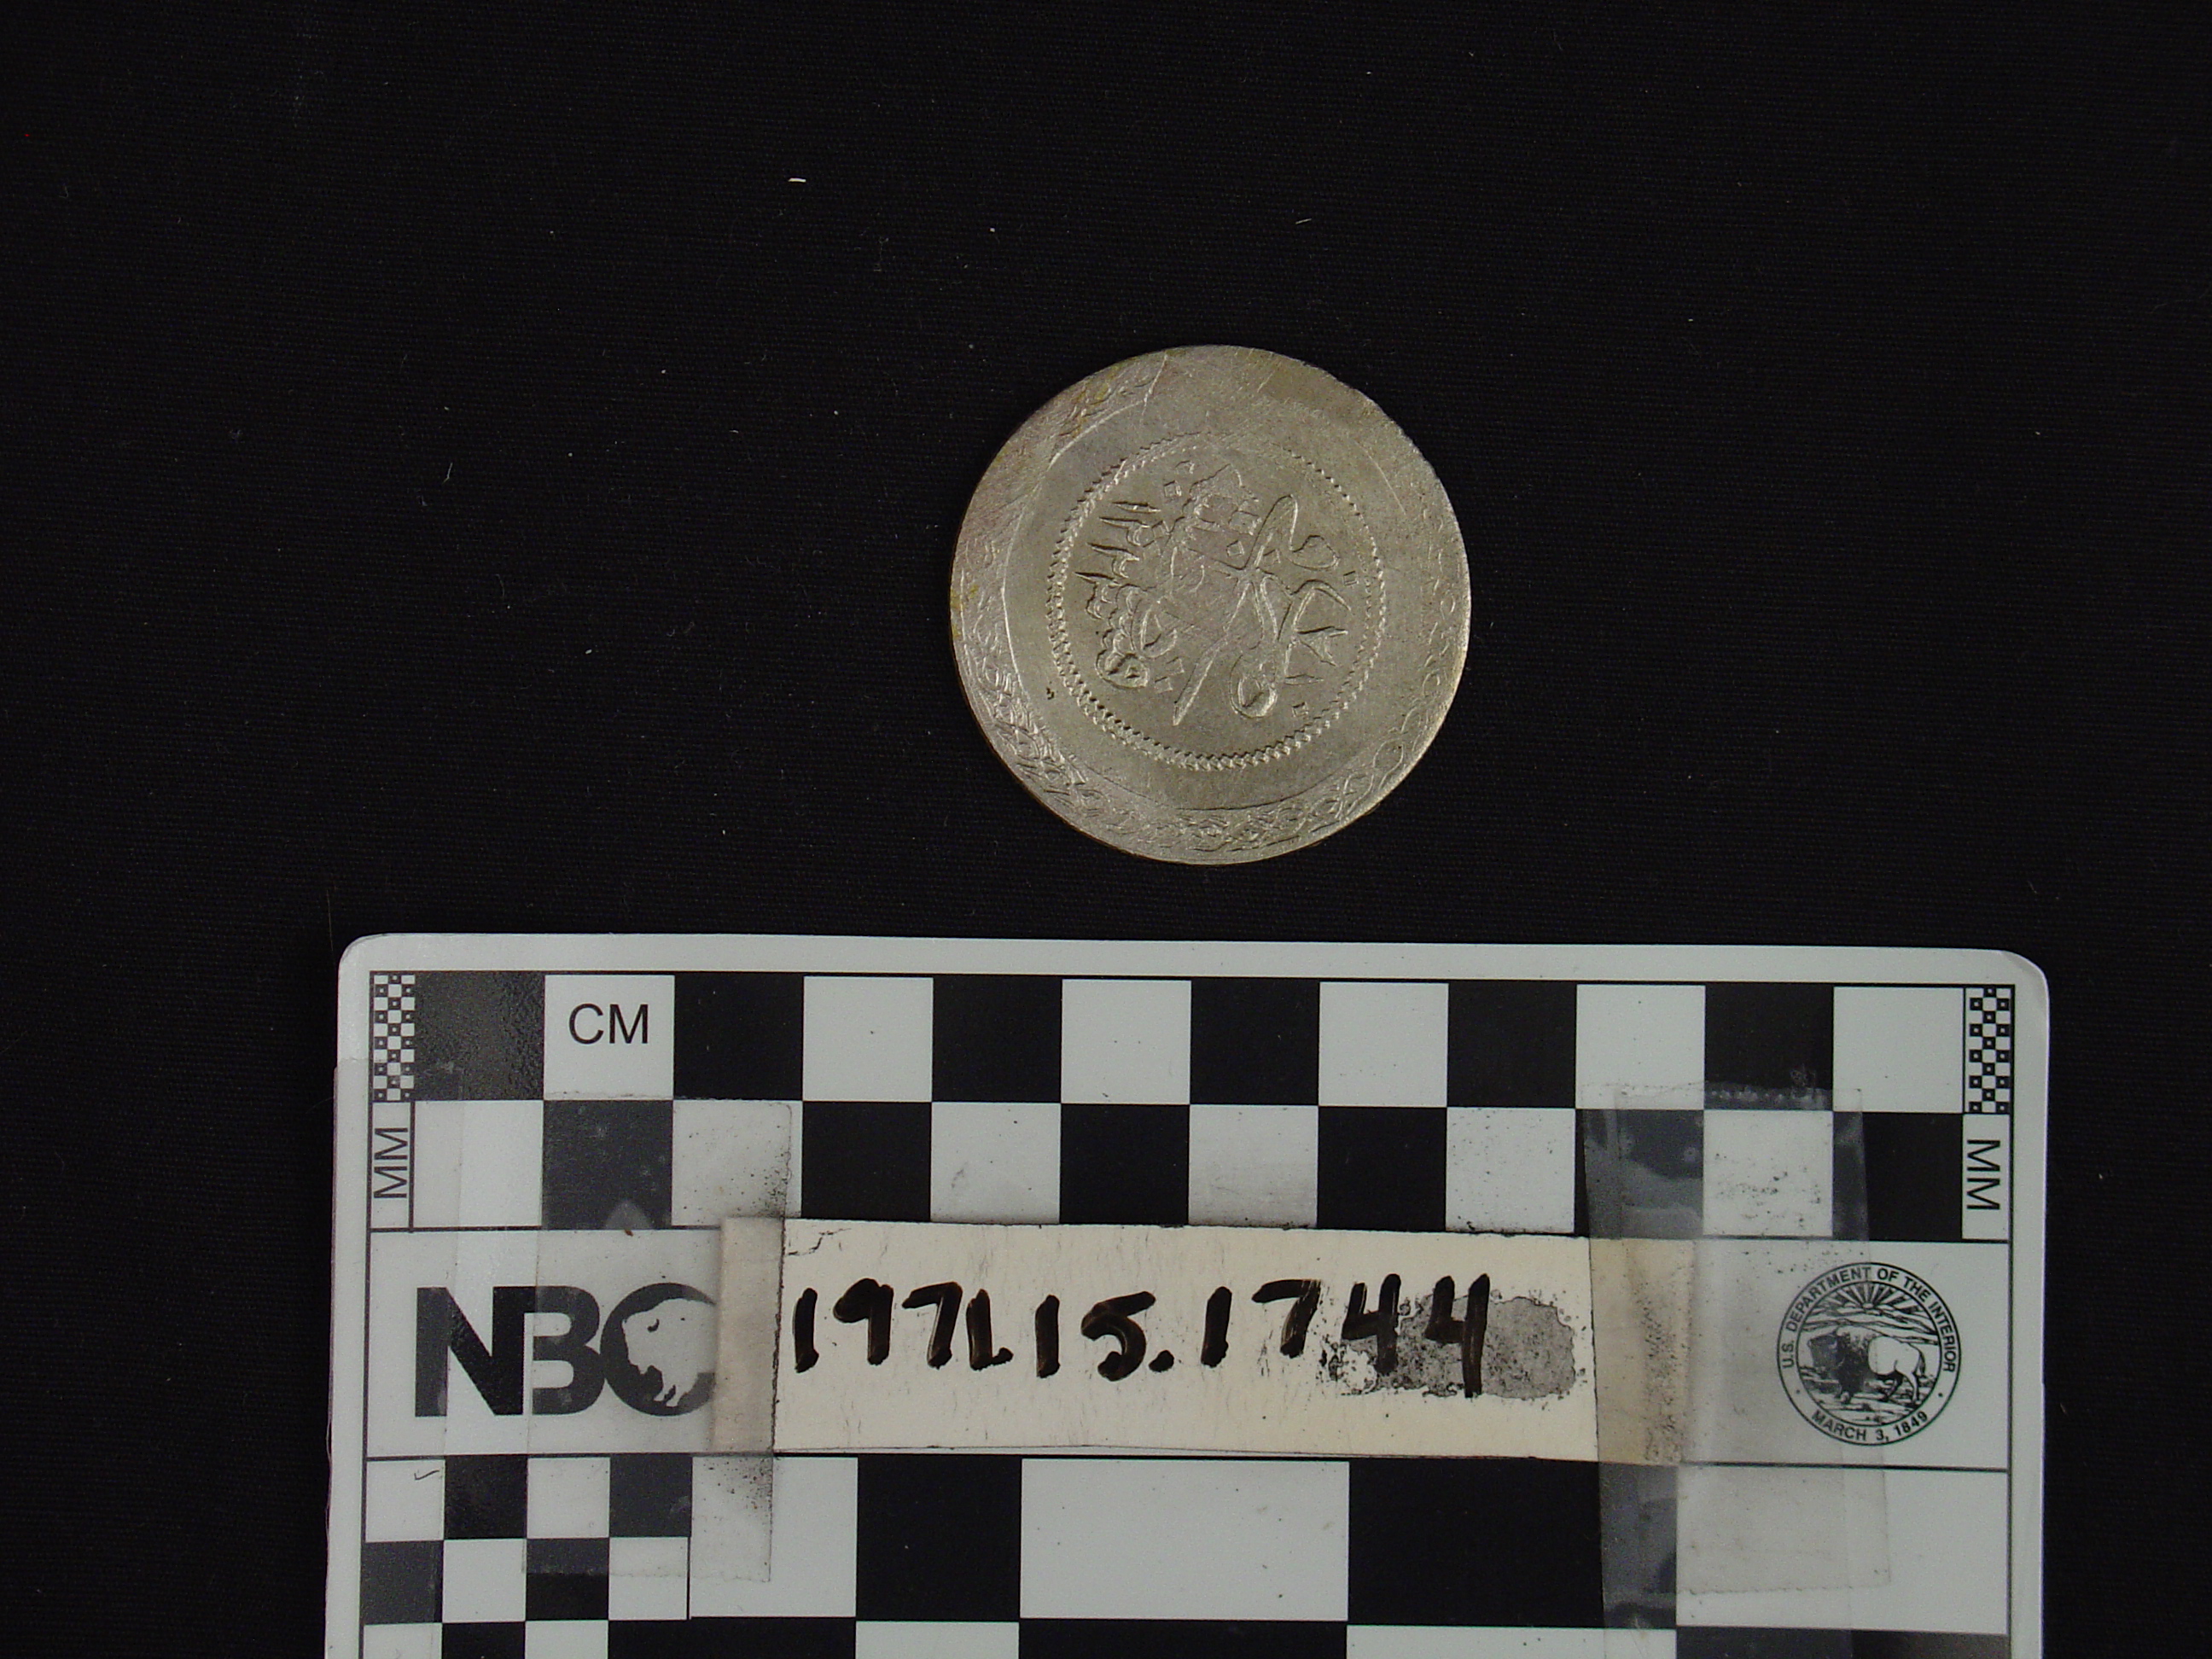 CM
MM
MM
NBC
1971.15.1744
U.S. DEPARTMENT OF THE INTERIOR
MARCH 3, 1849